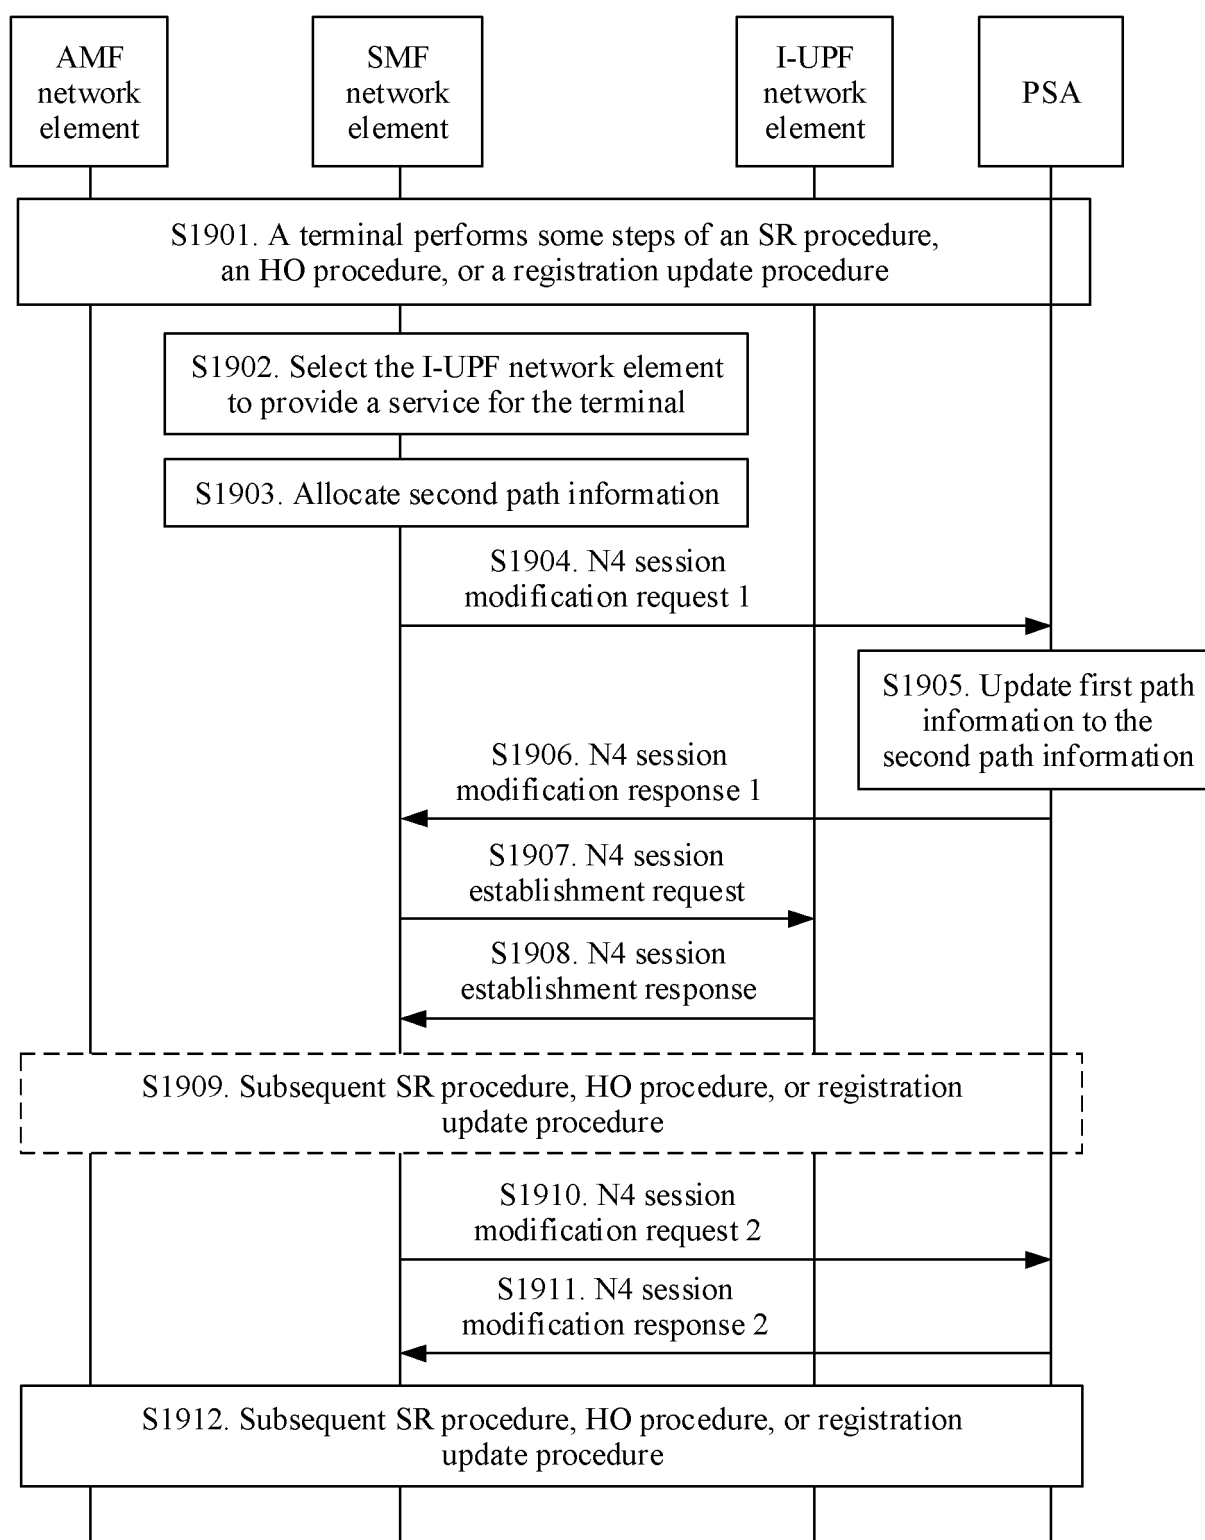 AMF
network
element
SMF
network
element
I-UPF
network
element
PSA
S1901. A terminal performs some steps of an SR procedure,
an HO procedure, or a registration update procedure
S1902. Select the I-UPF network element
to provide a service for the terminal
S1903. Allocate second path information
S1904. N4 session
modification request 1
S1905. Update first path
information to the
second path information
S1906. N4 session
modification response 1
S1907. N4 session
establishment request
S1908. N4 session
establishment response
S1909. Subsequent SR procedure, HO procedure, or registration
update procedure
S1910. N4 session
modification request 2
S1911. N4 session
modification response 2
S1912. Subsequent SR procedure, HO procedure, or registration
update procedure